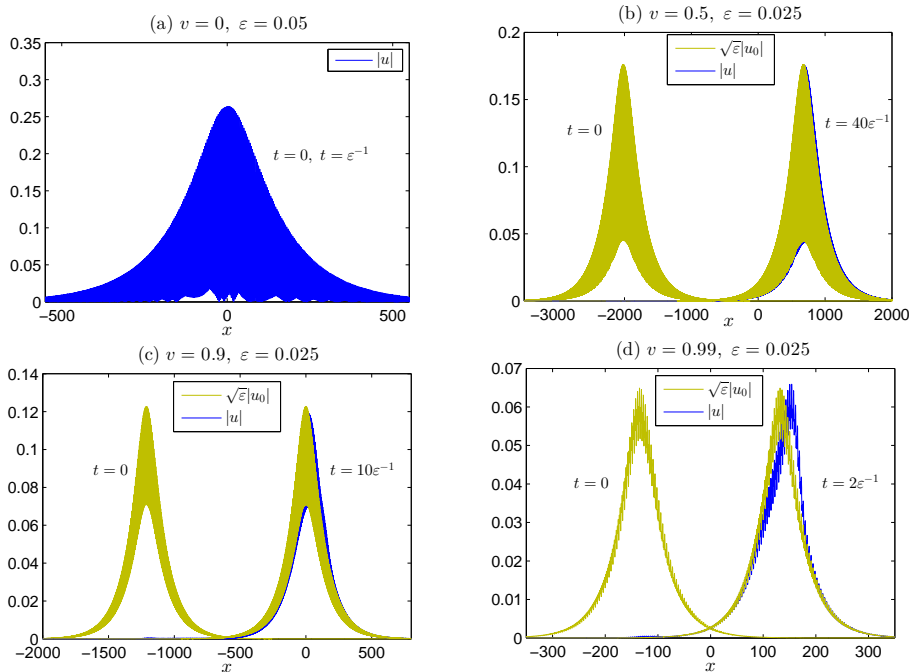 (a) v = 0, ε = 0.05
0.35
0.3
0.25
0.2
0.15
0.1
0.05
0
|u|
t = 0, t = ε⁻¹
−500
0
500
x
(b) v = 0.5, ε = 0.025
0.2
0.15
0.1
0.05
0
√ε|u₀|
|u|
t = 0
t = 40ε⁻¹
−3000
−2000
−1000
0
1000
2000
x
(c) v = 0.9, ε = 0.025
0.14
0.12
0.1
0.08
0.06
0.04
0.02
0
√ε|u₀|
|u|
t = 0
t = 10ε⁻¹
−2000
−1500
−1000
−500
0
500
x
(d) v = 0.99, ε = 0.025
0.07
0.06
0.05
0.04
0.03
0.02
0.01
0
√ε|u₀|
|u|
t = 0
t = 2ε⁻¹
−300
−200
−100
0
100
200
300
x